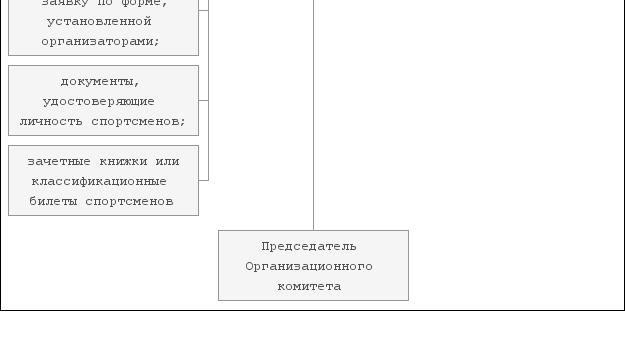 заявку по форме,
установленной
организаторами;
документы,
удостоверяющие
личность спортсменов;
зачетные книжки или
классификационные
билеты спортсменов
Председатель
Организационного
комитета